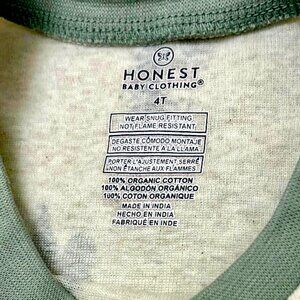 HONEST
BABY CLOTHING®
4T
WEAR SNUG FITTING
NOT FLAME RESISTANT.
DEGASTE CÓMODO MONTAJE
NO RESISTENTE A LA LLAMA
PORTER L'AJUSTEMENT SERRÉ
NON ÉTANCHE AUX FLAMMES
100% ORGANIC COTTON
100% ALGODÓN ORGÁNICO
100% COTON ORGANIQUE
MADE IN INDIA
HECHO EN INDIA
FABRIQUÉ EN INDE